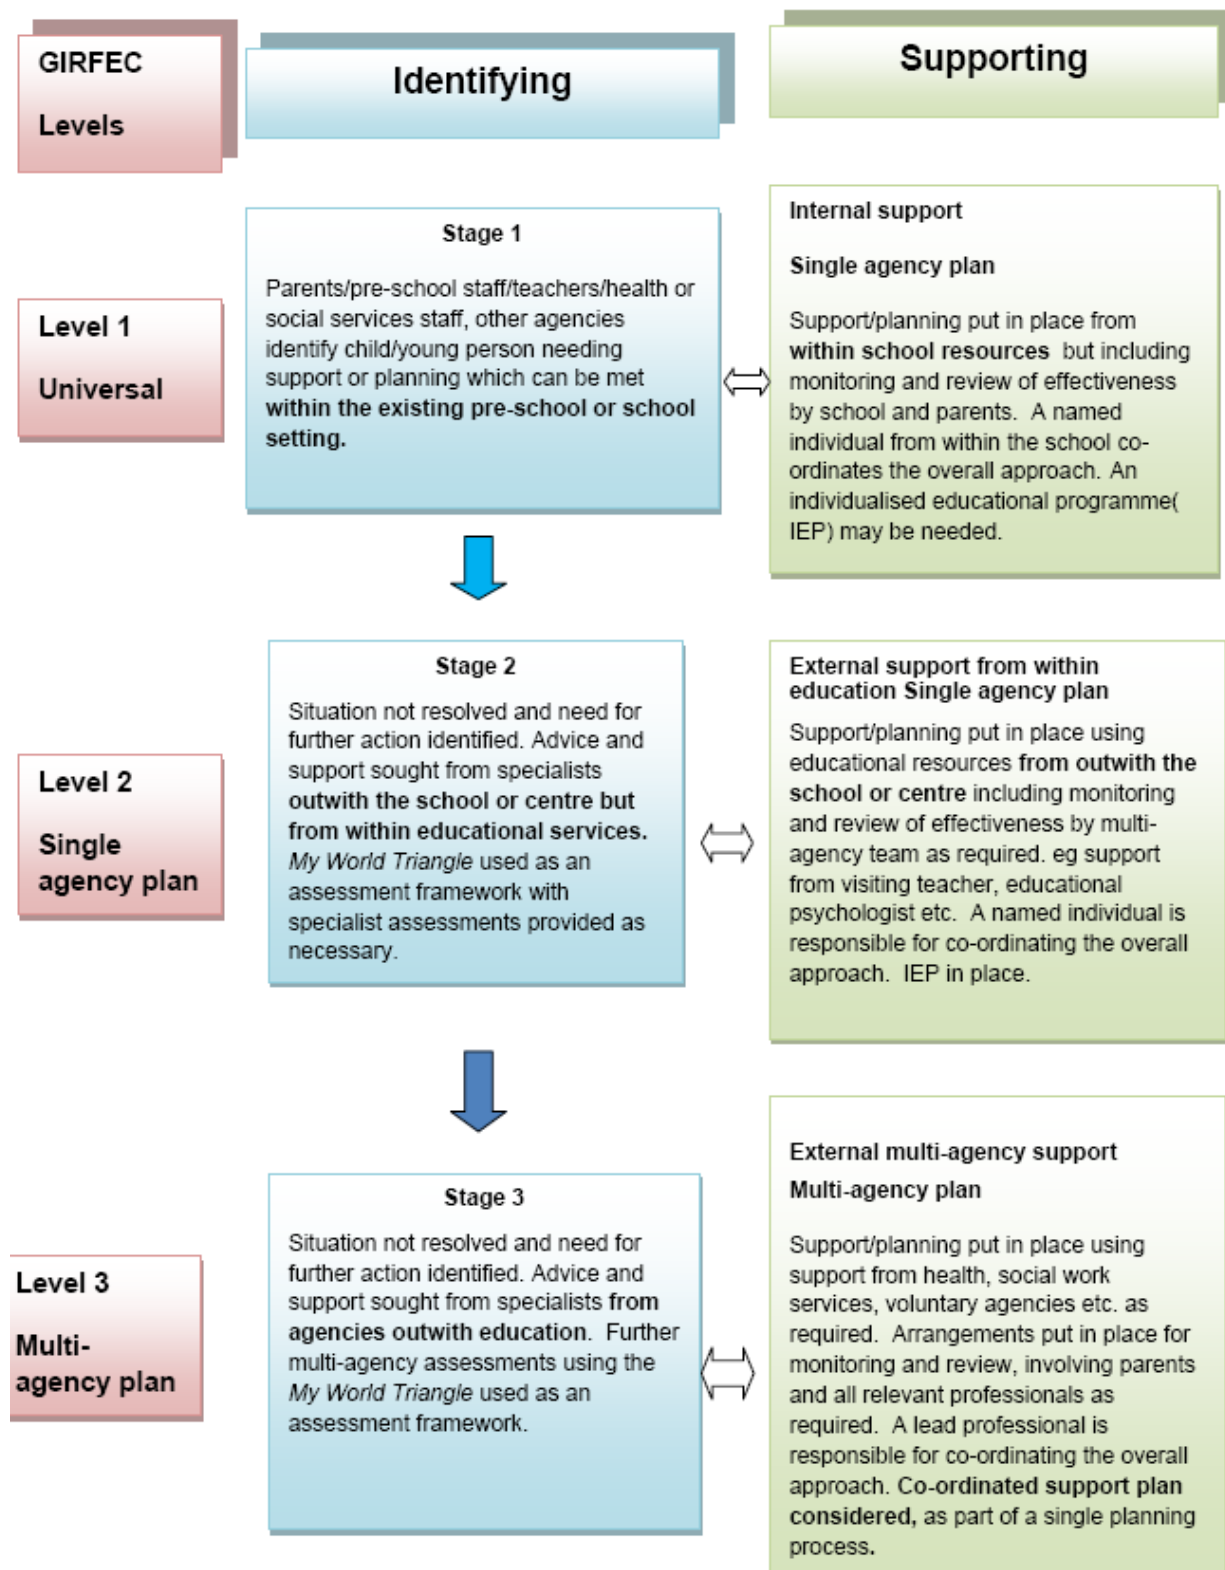 GIRFEC
Levels
Identifying
Supporting
Level 1
Universal
Stage 1
Parents/pre-school staff/teachers/health or
social services staff, other agencies
identify child/young person needing
support or planning which can be met
within the existing pre-school or school
setting.
Internal support
Single agency plan
Support/planning put in place from
within school resources but including
monitoring and review of effectiveness
by school and parents. A named
individual from within the school co-
ordinates the overall approach. An
individualised educational programme(
IEP) may be needed.
Level 2
Single
agency plan
Stage 2
Situation not resolved and need for
further action identified. Advice and
support sought from specialists
outwith the school or centre but
from within educational services.
My World Triangle used as an
assessment framework with
specialist assessments provided as
necessary.
External support from within
education Single agency plan
Support/planning put in place using
educational resources from outwith the
school or centre including monitoring
and review of effectiveness by multi-
agency team as required. eg support
from visiting teacher, educational
psychologist etc. A named individual is
responsible for co-ordinating the overall
approach. IEP in place.
Level 3
Multi-
agency plan
Stage 3
Situation not resolved and need for
further action identified. Advice and
support sought from specialists from
agencies outwith education. Further
multi-agency assessments using the
My World Triangle used as an
assessment framework.
External multi-agency support
Multi-agency plan
Support/planning put in place using
support from health, social work
services, voluntary agencies etc. as
required. Arrangements put in place for
monitoring and review, involving parents
and all relevant professionals as
required. A lead professional is
responsible for co-ordinating the overall
approach. Co-ordinated support plan
considered, as part of a single planning
process.